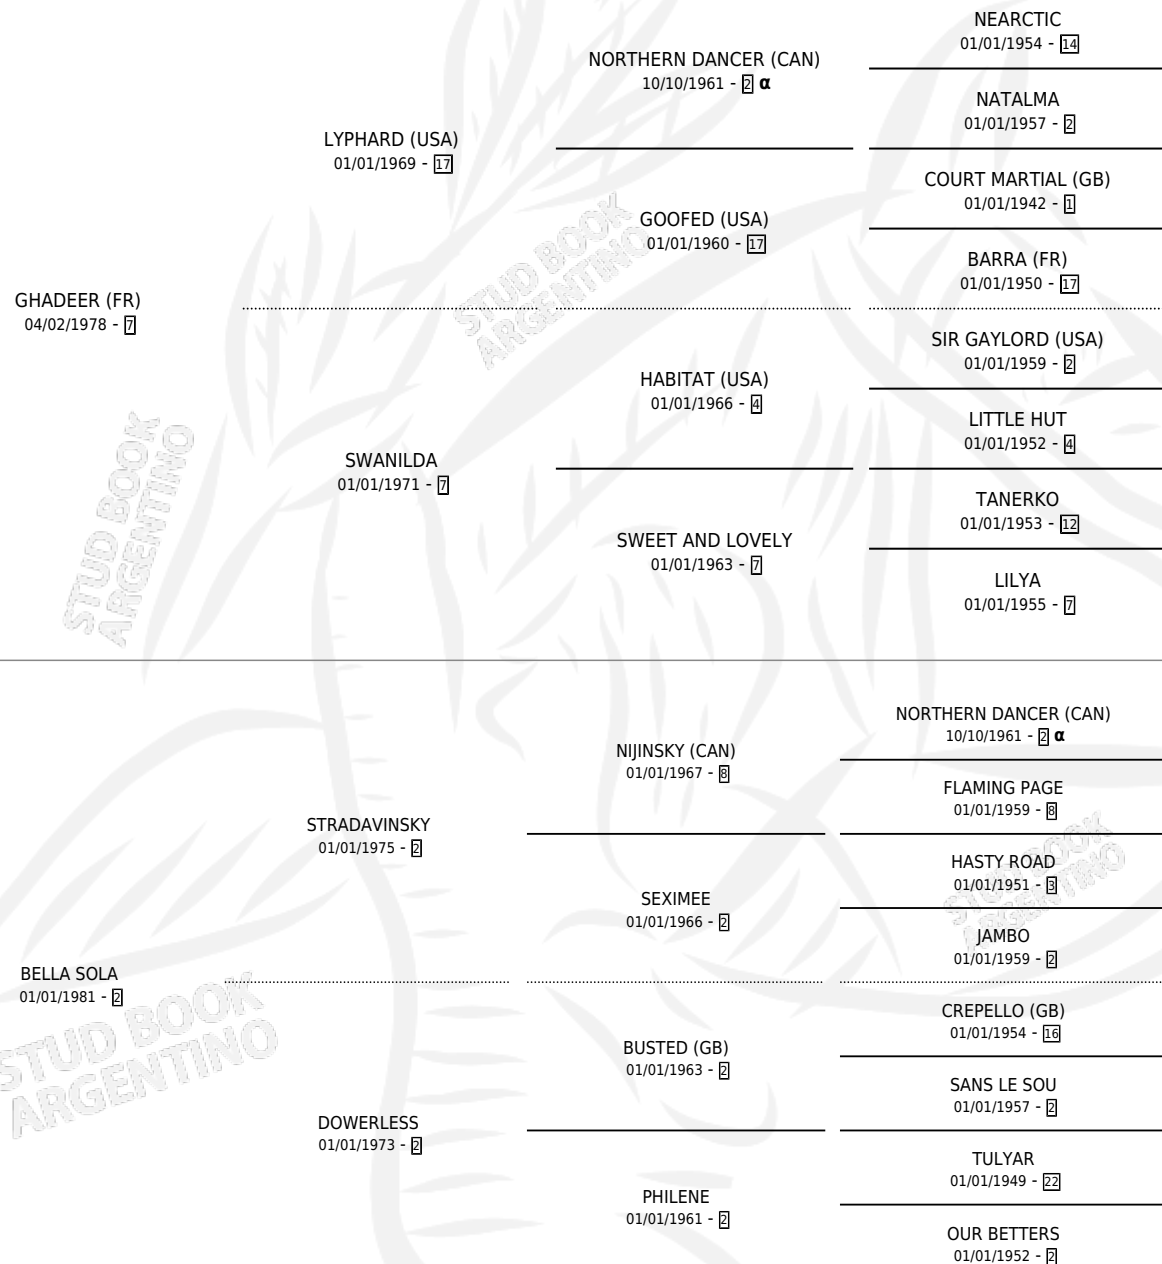 GHADEER (FR)
04/02/1978 - 7
LYPHARD (USA)
01/01/1969 - 17
NORTHERN DANCER (CAN)
10/10/1961 - 2 α
NEARCTIC
01/01/1954 - 14
NATALMA
01/01/1957 - 2
GOOFED (USA)
01/01/1960 - 17
COURT MARTIAL (GB)
01/01/1942 - 1
BARRA (FR)
01/01/1950 - 17
SWANILDA
01/01/1971 - 7
HABITAT (USA)
01/01/1966 - 4
SIR GAYLORD (USA)
01/01/1959 - 2
LITTLE HUT
01/01/1952 - 4
SWEET AND LOVELY
01/01/1963 - 7
TANERKO
01/01/1953 - 12
LILYA
01/01/1955 - 7
BELLA SOLA
01/01/1981 - 2
STRADAVINSKY
01/01/1975 - 2
NIJINSKY (CAN)
01/01/1967 - 8
NORTHERN DANCER (CAN)
10/10/1961 - 2 α
FLAMING PAGE
01/01/1959 - 8
SEXIMEE
01/01/1966 - 2
HASTY ROAD
01/01/1951 - 3
JAMBO
01/01/1959 - 2
DOWERLESS
01/01/1973 - 2
BUSTED (GB)
01/01/1963 - 2
CREPELLO (GB)
01/01/1954 - 16
SANS LE SOU
01/01/1957 - 2
PHILENE
01/01/1961 - 2
TULYAR
01/01/1949 - 22
OUR BETTERS
01/01/1952 - 2
STUD BOOK
ARGENTINO
STUD BOOK
ARGENTINO
STUD BOOK
ARGENTINO
STUD BOOK
ARGENTINO